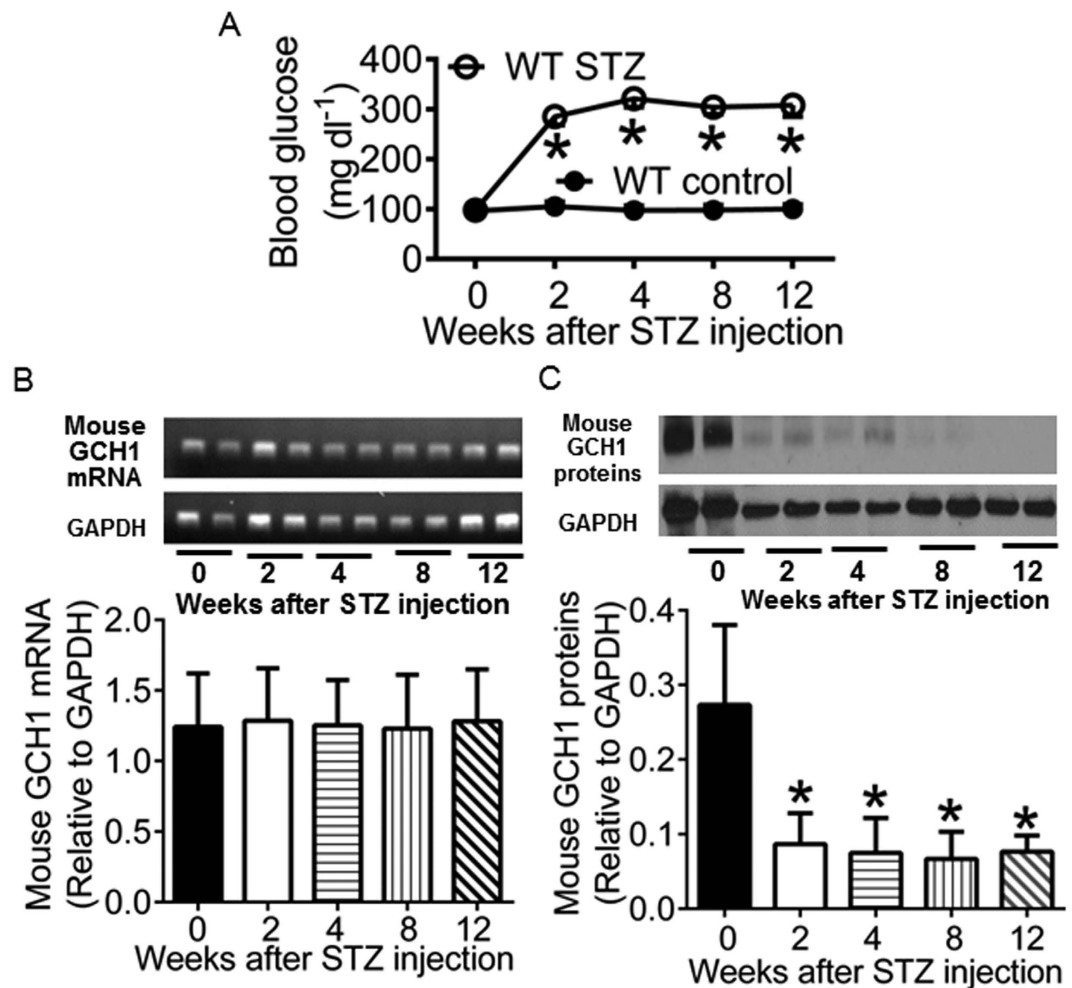 A
Blood glucose
(mg dl-1)
400
300
200
100
0
WT STZ
* * * *
WT control
0 2 4 8 12
Weeks after STZ injection
B
Mouse
GCH1
mRNA
GAPDH
0 2 4 8 12
Weeks after STZ injection
Mouse GCH1 mRNA
(Relative to GAPDH)
2.0
1.5
1.0
0.5
0.0
0 2 4 8 12
Weeks after STZ injection
C
Mouse
GCH1
proteins
GAPDH
0 2 4 8 12
Weeks after STZ injection
Mouse GCH1 proteins
(Relative to GAPDH)
0.4
0.3
0.2
0.1
0.0
* * * *
0 2 4 8 12
Weeks after STZ injection